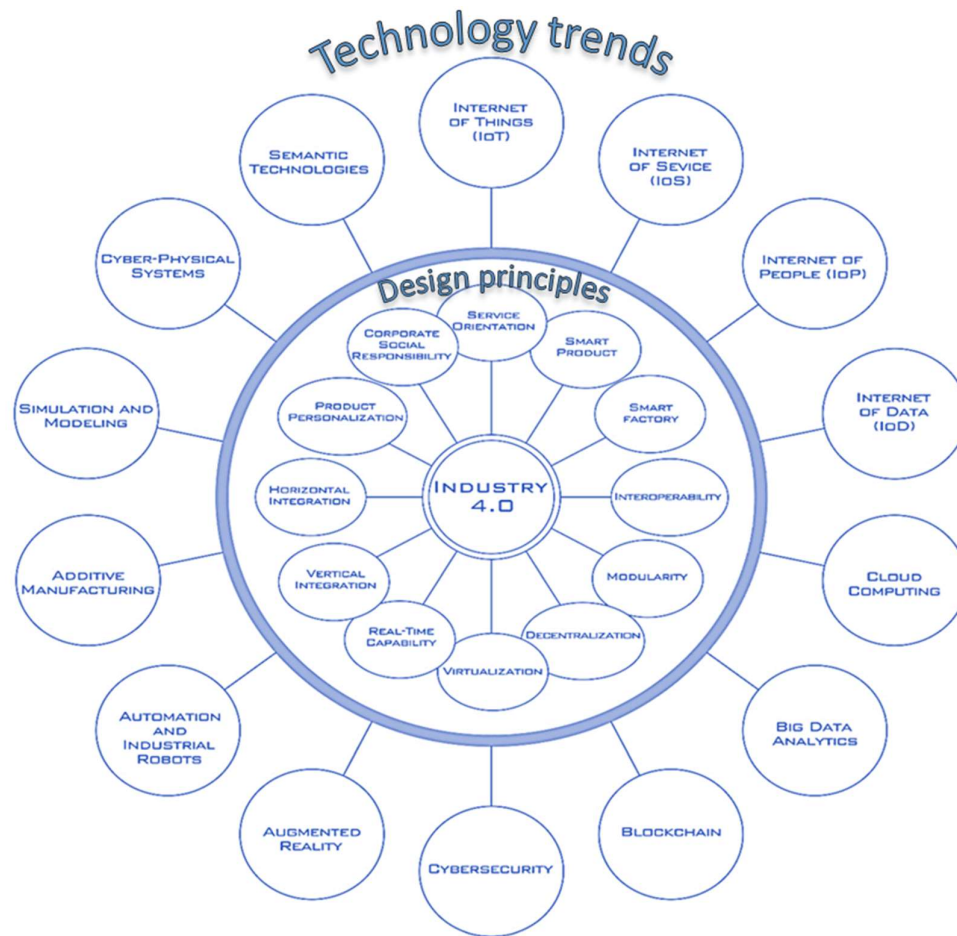 Technology trends
INTERNET
OF THINGS
(IOT)
INTERNET
OF SEVICE
(IOS)
INTERNET OF
PEOPLE (IOP)
INTERNET
OF DATA
(IOD)
CLOUD
COMPUTING
BIG DATA
ANALYTICS
BLOCKCHAIN
CYBERSECURITY
AUGMENTED
REALITY
AUTOMATION
AND
INDUSTRIAL
ROBOTS
ADDITIVE
MANUFACTURING
SIMULATION AND
MODELING
CYBER-PHYSICAL
SYSTEMS
SEMANTIC
TECHNOLOGIES
Design principles
SERVICE
ORIENTATION
SMART
PRODUCT
SMART
FACTORY
INTEROPERABILITY
MODULARITY
DECENTRALIZATION
VIRTUALIZATION
REAL-TIME
CAPABILITY
VERTICAL
INTEGRATION
HORIZONTAL
INTEGRATION
PRODUCT
PERSONALIZATION
CORPORATE
SOCIAL
RESPONSIBILITY
INDUSTRY
4.0